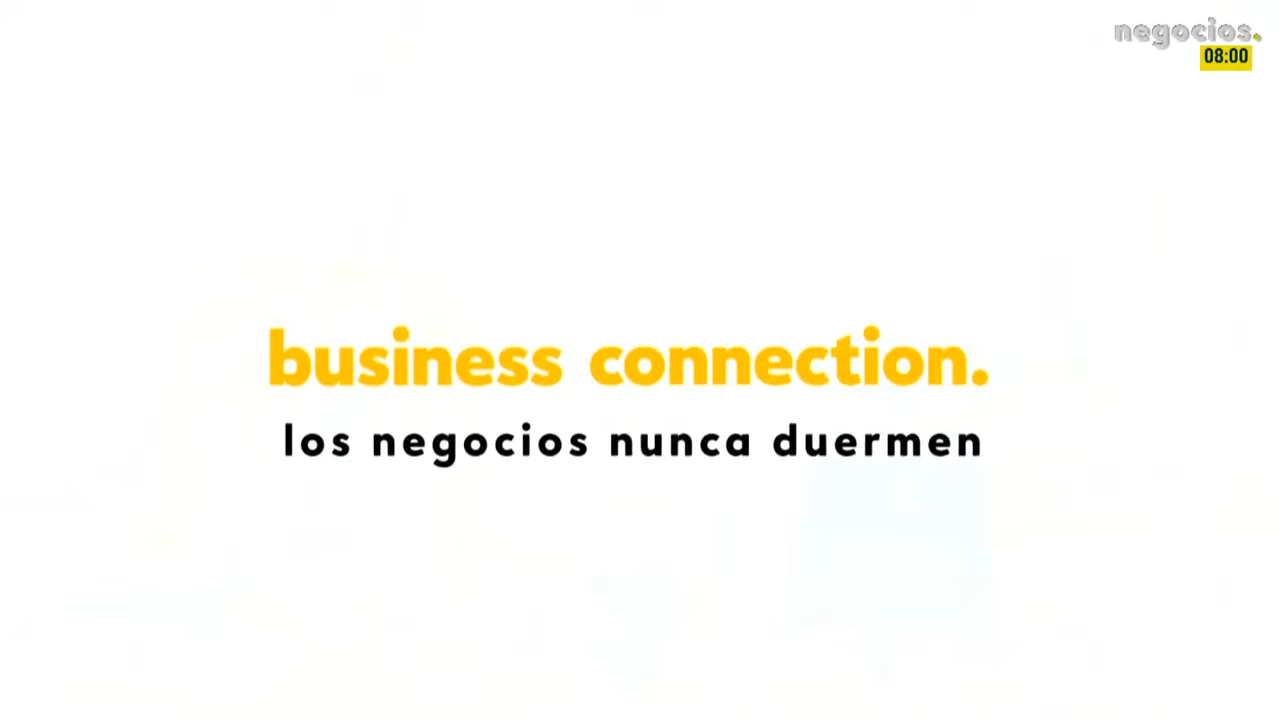 negocios.
08:00
business connection.
los negocios nunca duermen